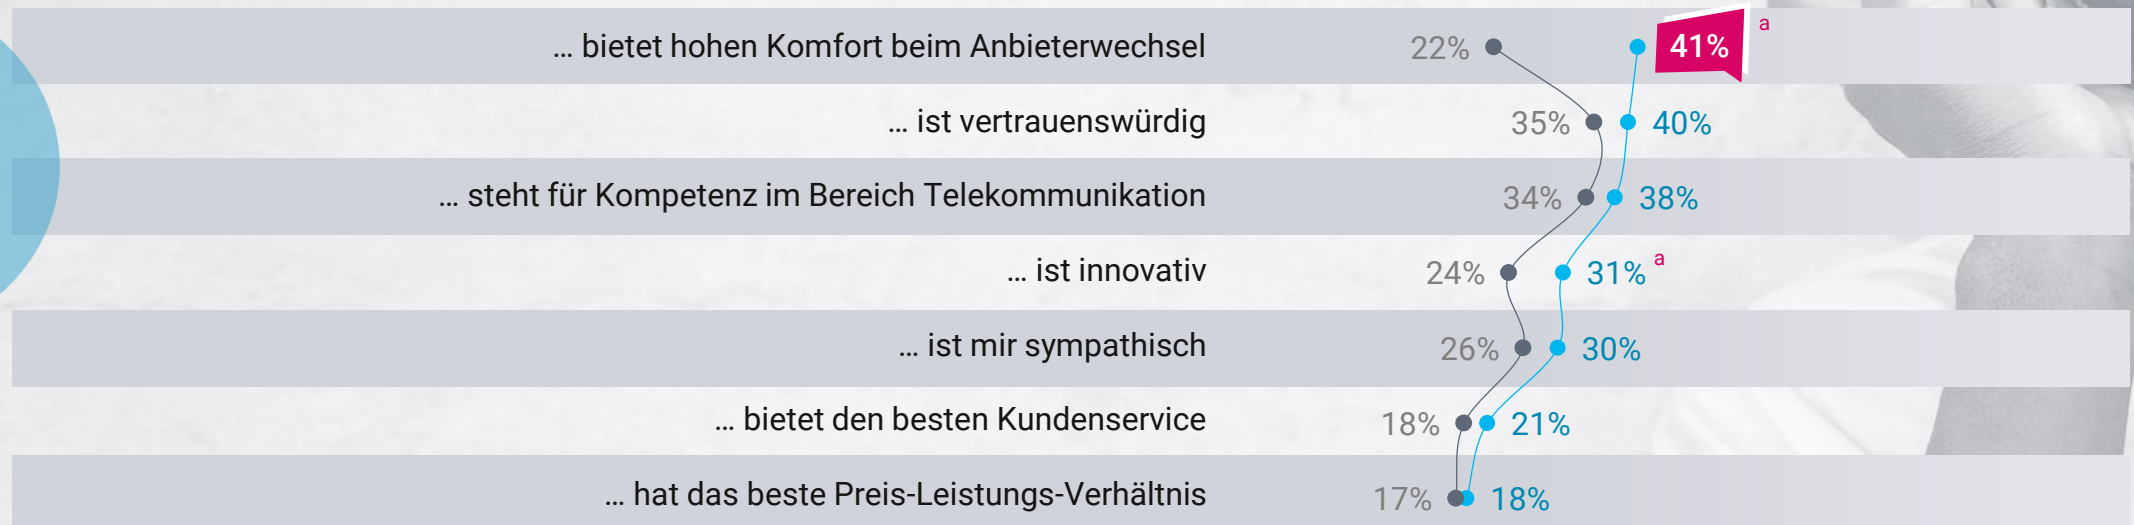 ... bietet hohen Komfort beim Anbieterwechsel 22% 41% a
... ist vertrauenswürdig 35% 40%
... steht für Kompetenz im Bereich Telekommunikation 34% 38%
... ist innovativ 24% 31% a
... ist mir sympathisch 26% 30%
... bietet den besten Kundenservice 18% 21%
... hat das beste Preis-Leistungs-Verhältnis 17% 18%